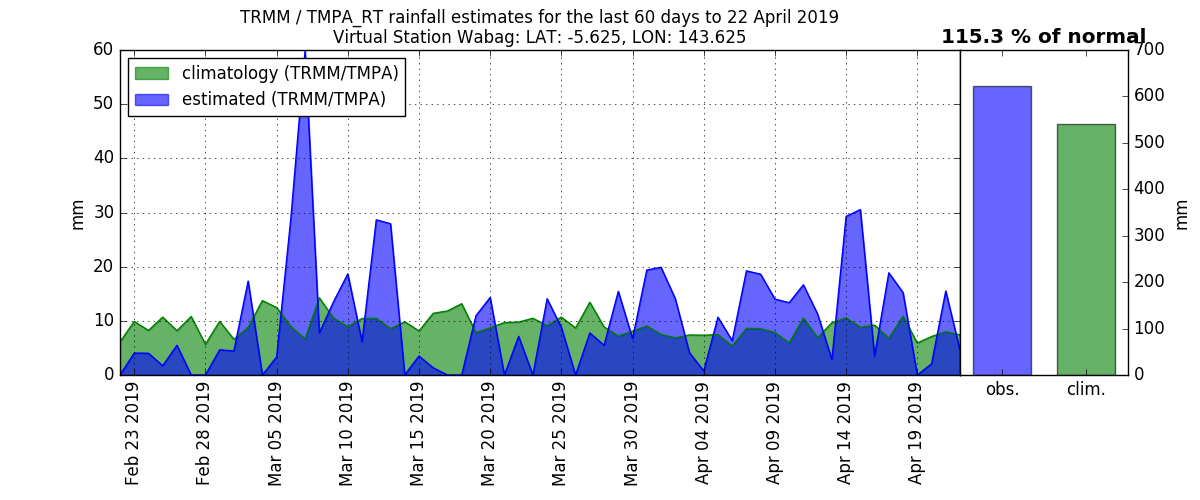 TRMM / TMPA_RT rainfall estimates for the last 60 days to 22 April 2019
Virtual Station Wabag: LAT: -5.625, LON: 143.625
115.3 % of normal
climatology (TRMM/TMPA)
estimated (TRMM/TMPA)
60
50
40
30
20
10
0
mm
700
600
500
400
300
200
100
0
mm
Feb 23 2019
Feb 28 2019
Mar 05 2019
Mar 10 2019
Mar 15 2019
Mar 20 2019
Mar 25 2019
Mar 30 2019
Apr 04 2019
Apr 09 2019
Apr 14 2019
Apr 19 2019
obs.
clim.